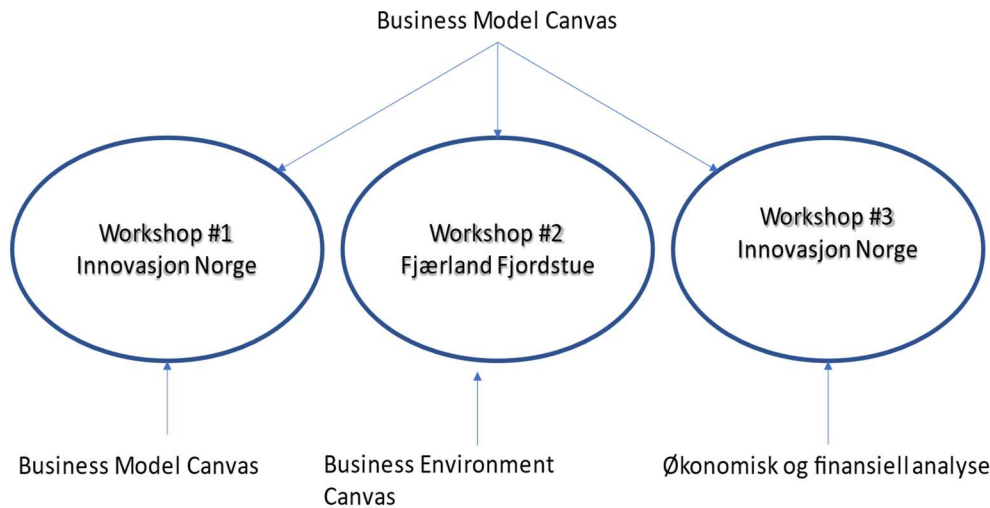 Business Model Canvas
Workshop #1
Innovasjon Norge
Workshop #2
Fjærland Fjordstue
Workshop #3
Innovasjon Norge
Business Model Canvas
Business Environment
Canvas
Økonomisk og finansiell analyse